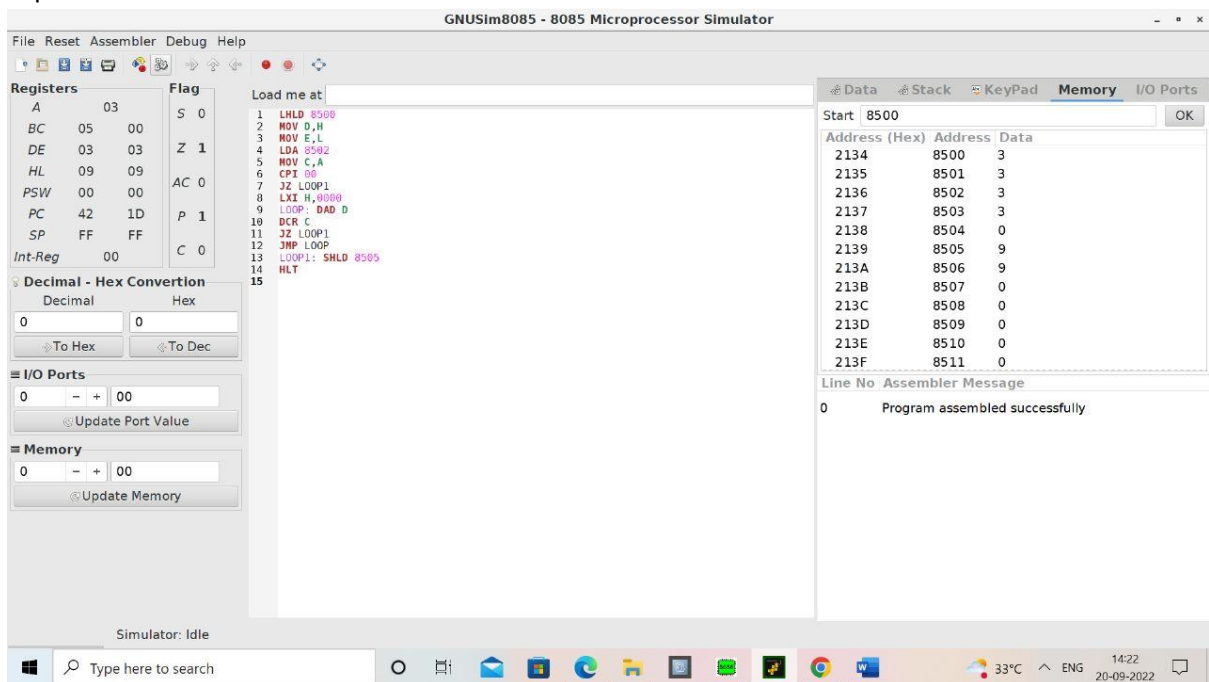 GNUSim8085 - 8085 Microprocessor Simulator
File Reset Assembler Debug Help
Registers
Flag
A 03
BC 05 00
DE 03 03
HL 09 09
PSW 00 00
PC 42 1D
SP FF FF
Int-Reg 00
S 0
Z 1
AC 0
P 1
C 0
Decimal - Hex Convertion
Decimal Hex
0 0
To Hex To Dec
I/O Ports
0 - + 00
Update Port Value
Memory
0 - + 00
Update Memory
Load me at
1 LHLD 8500
2 MOV D,H
3 MOV E,L
4 LDA 8502
5 MOV C,A
6 CPI 00
7 JZ LOOP1
8 LXI H,0000
9 LOOP: DAD D
10 DCR C
11 JZ LOOP1
12 JMP LOOP
13 LOOP1: SHLD 8505
14 HLT
15
Data Stack KeyPad Memory I/O Ports
Start 8500 OK
Address (Hex) Address Data
2134 8500 3
2135 8501 3
2136 8502 3
2137 8503 3
2138 8504 0
2139 8505 9
213A 8506 9
213B 8507 0
213C 8508 0
213D 8509 0
213E 8510 0
213F 8511 0
Line No Assembler Message
0 Program assembled successfully
Simulator: Idle
Type here to search
33°C ENG 14:22
20-09-2022